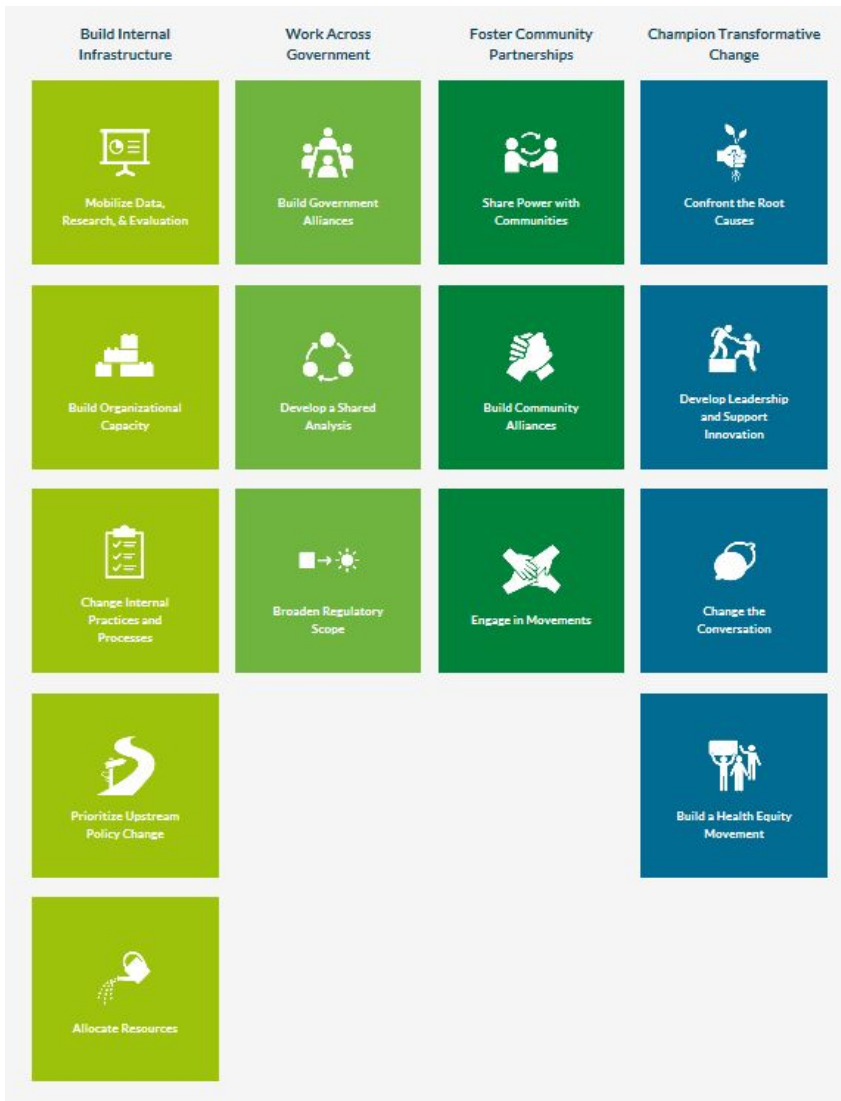 Build Internal
Infrastructure
Work Across
Government
Foster Community
Partnerships
Champion Transformative
Change
Mobilize Data,
Research, & Evaluation
Build Government
Alliances
Share Power with
Communities
Confront the Root
Causes
Build Organizational
Capacity
Develop a Shared
Analysis
Build Community
Alliances
Develop Leadership
and Support
Innovation
Change Internal
Practices and
Processes
Broaden Regulatory
Scope
Engage in Movements
Change the
Conversation
Prioritize Upstream
Policy Change
Build a Health Equity
Movement
Allocate Resources